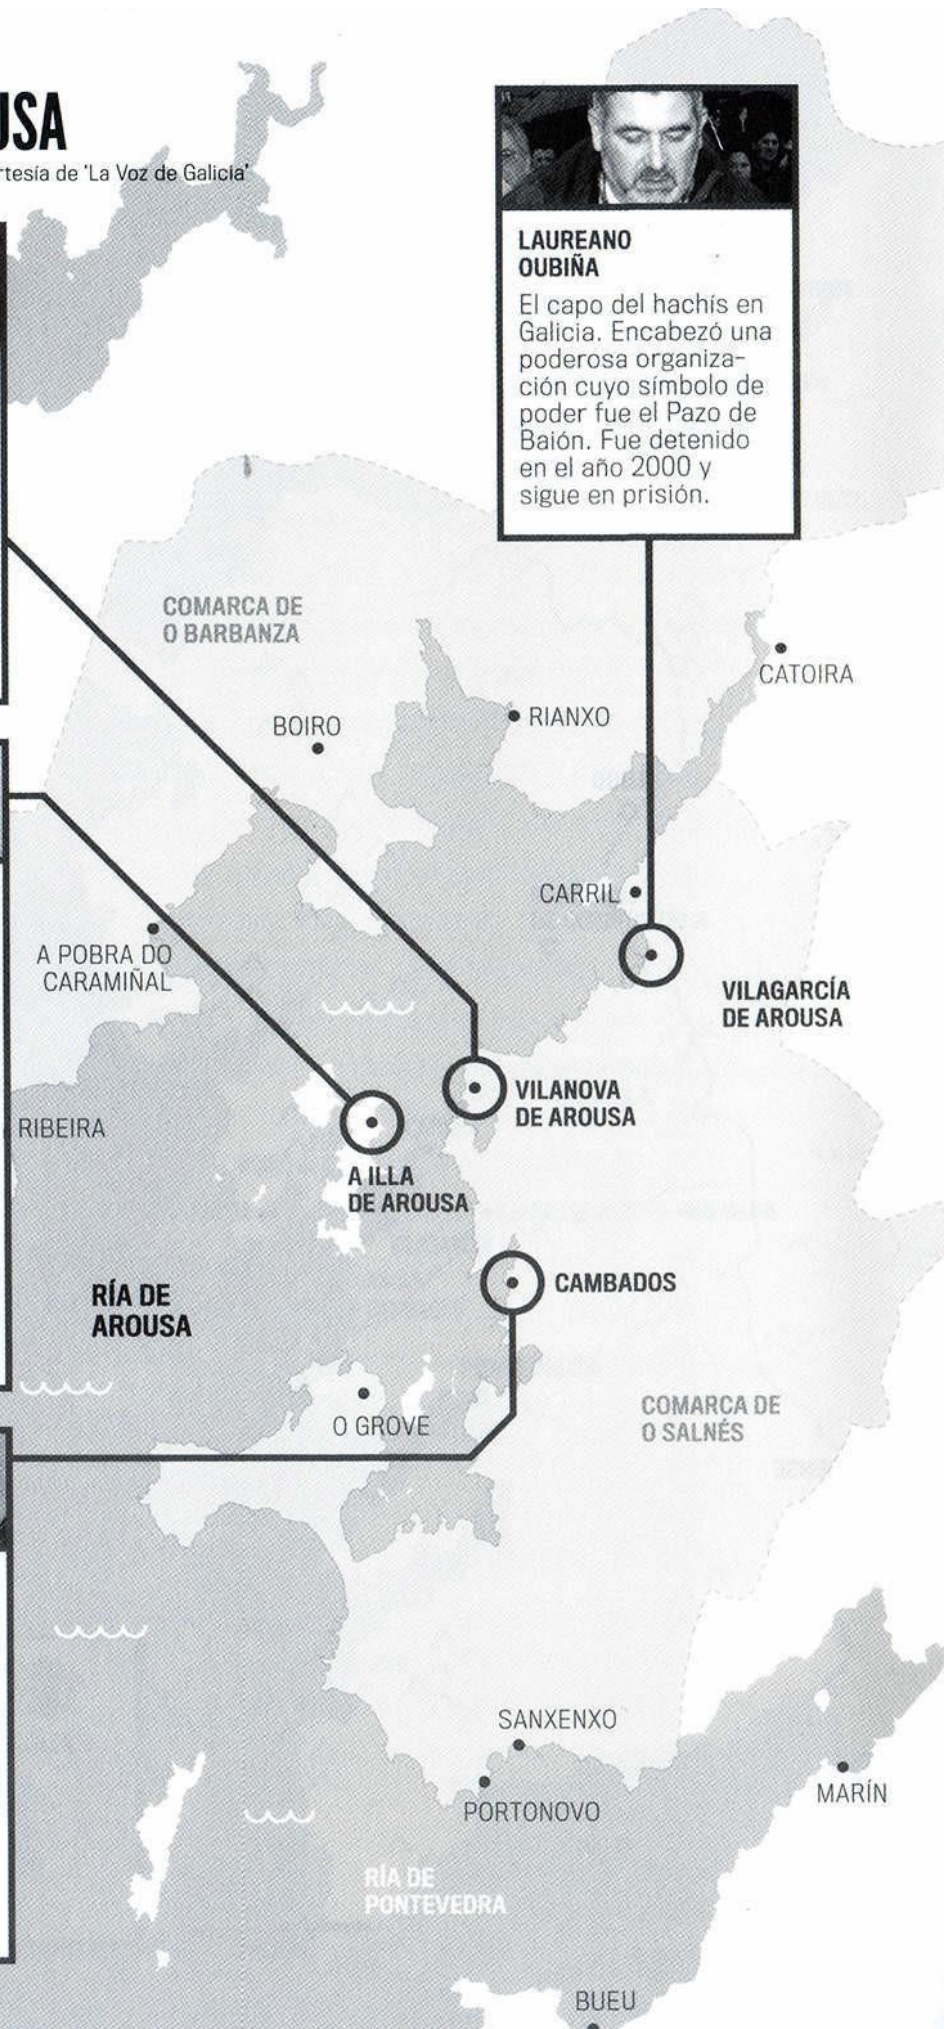 USA
rtesía de 'La Voz de Galicia'
LAUREANO
OUBIÑA
El capo del hachís en
Galicia. Encabezó una
poderosa organiza-
ción cuyo símbolo de
poder fue el Pazo de
Baión. Fue detenido
en el año 2000 y
sigue en prisión.
COMARCA DE
O BARBANZA
CATOIRA
RIANXO
BOIRO
CARRIL
A POBRA DO
CARAMIÑAL
VILAGARCÍA
DE AROUSA
VILANOVA
DE AROUSA
RIBEIRA
A ILLA
DE AROUSA
RÍA DE
AROUSA
CAMBADOS
O GROVE
COMARCA DE
O SALNÉS
SANXENXO
PORTONOVO
MARÍN
RÍA DE
PONTEVEDRA
BUEU